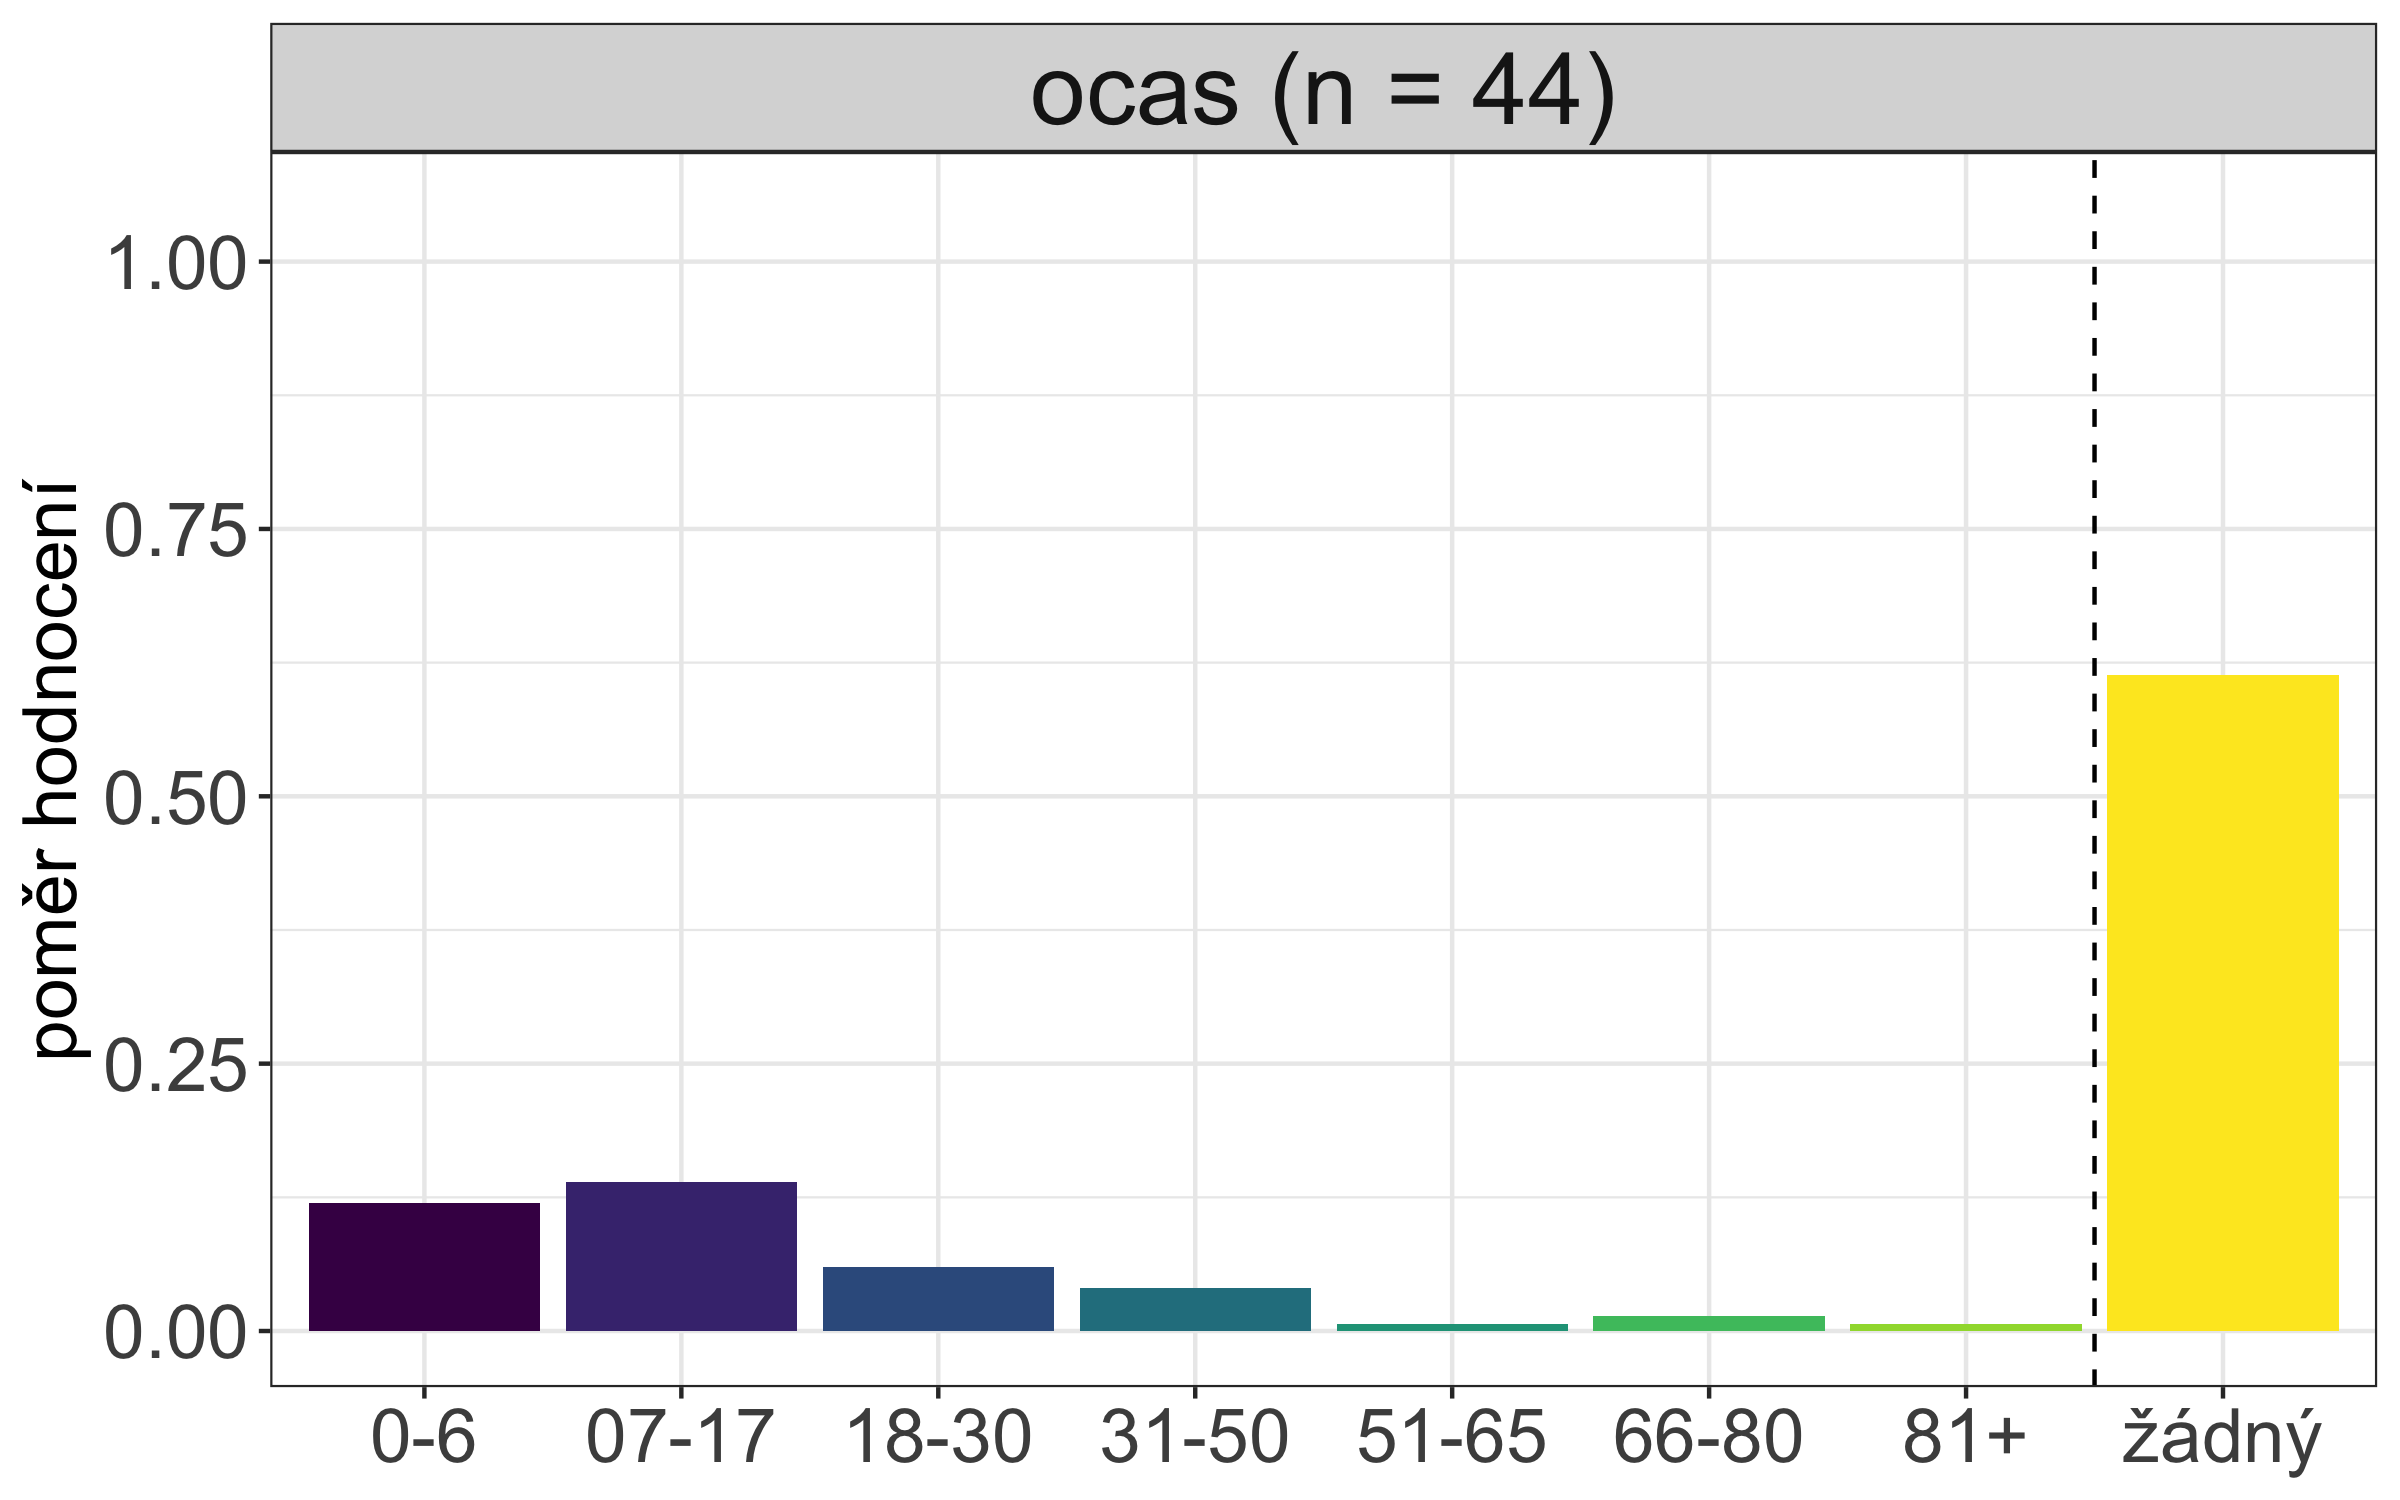 ocas (n = 44)
poměr hodnocení
1.00
0.75
0.50
0.25
0.00
0-6 07-17 18-30 31-50 51-65 66-80 81+ žádný